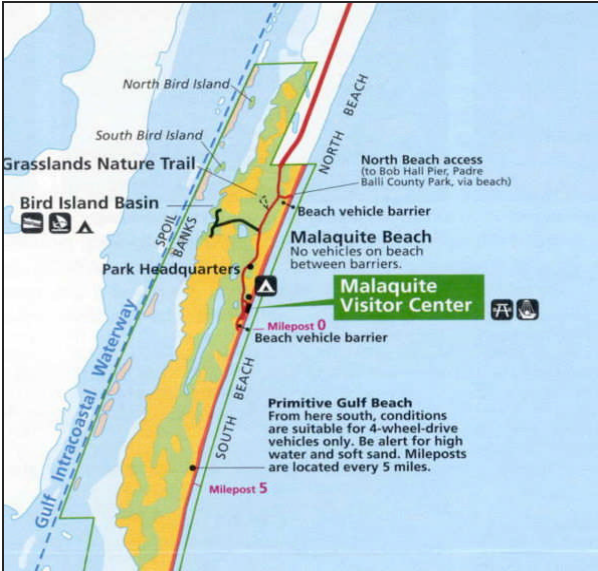 North Bird Island
South Bird Island
Grasslands Nature Trail
Bird Island Basin
SPOIL
BANKS
NORTH BEACH
North Beach access
(to Bob Hall Pier, Padre
Balli County Park, via beach)
Beach vehicle barrier
Malaquite Beach
No vehicles on beach
between barriers.
Park Headquarters
Malaquite
Visitor Center
Milepost 0
Beach vehicle barrier
Gulf Intracoastal Waterway
SOUTH BEACH
Primitive Gulf Beach
From here south, conditions
are suitable for 4-wheel-drive
vehicles only. Be alert for high
water and soft sand. Mileposts
are located every 5 miles.
Milepost 5